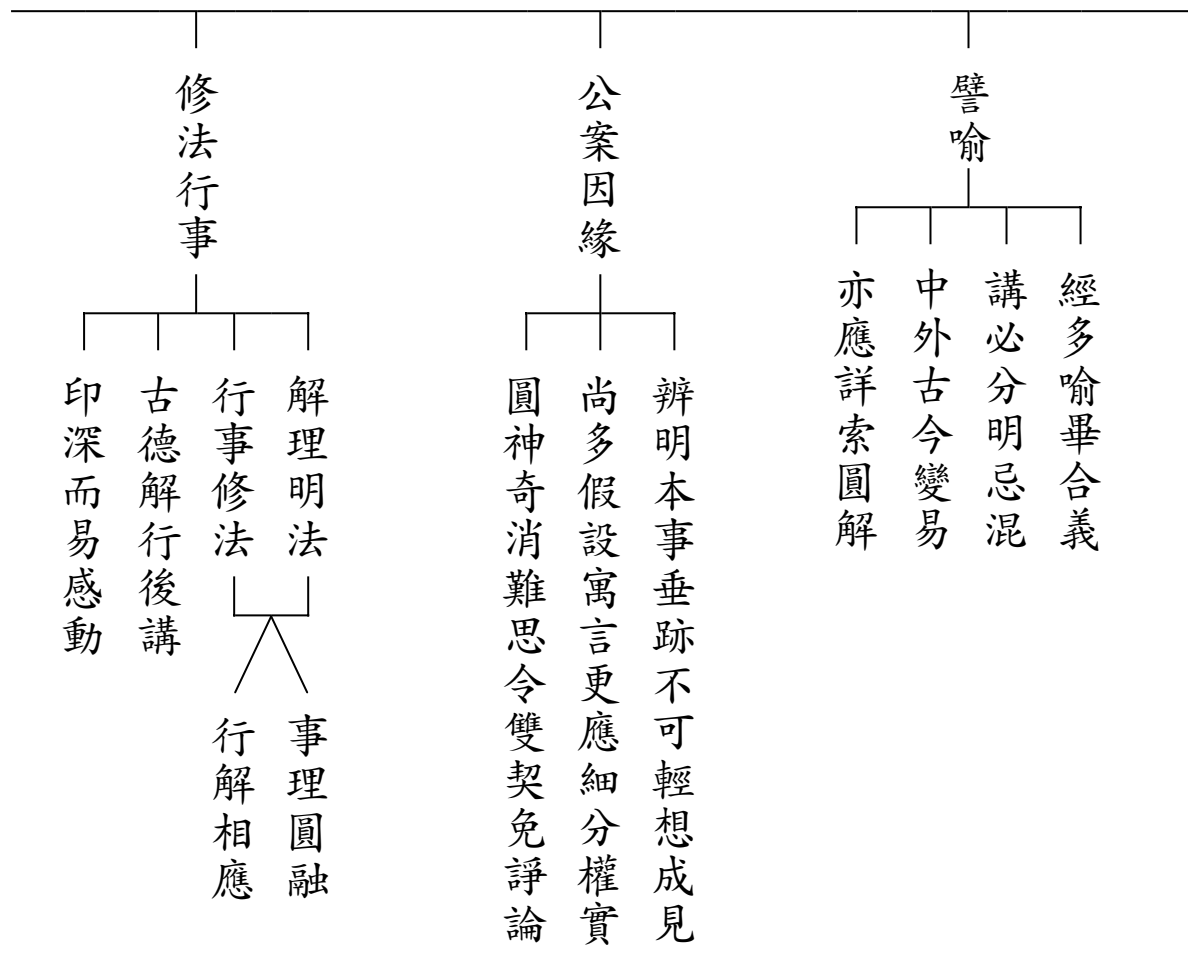 譬喻
經多喻畢合義
講必分明忌混
中外古今變易
亦應詳索圓解
公案因緣
辨明本事垂跡不可輕想成見
尚多假設寓言更應細分權實
圓神奇消難思令雙契免諍論
修法行事
解理明法
行事修法
事理圓融
行解相應
古德解行後講
印深而易感動